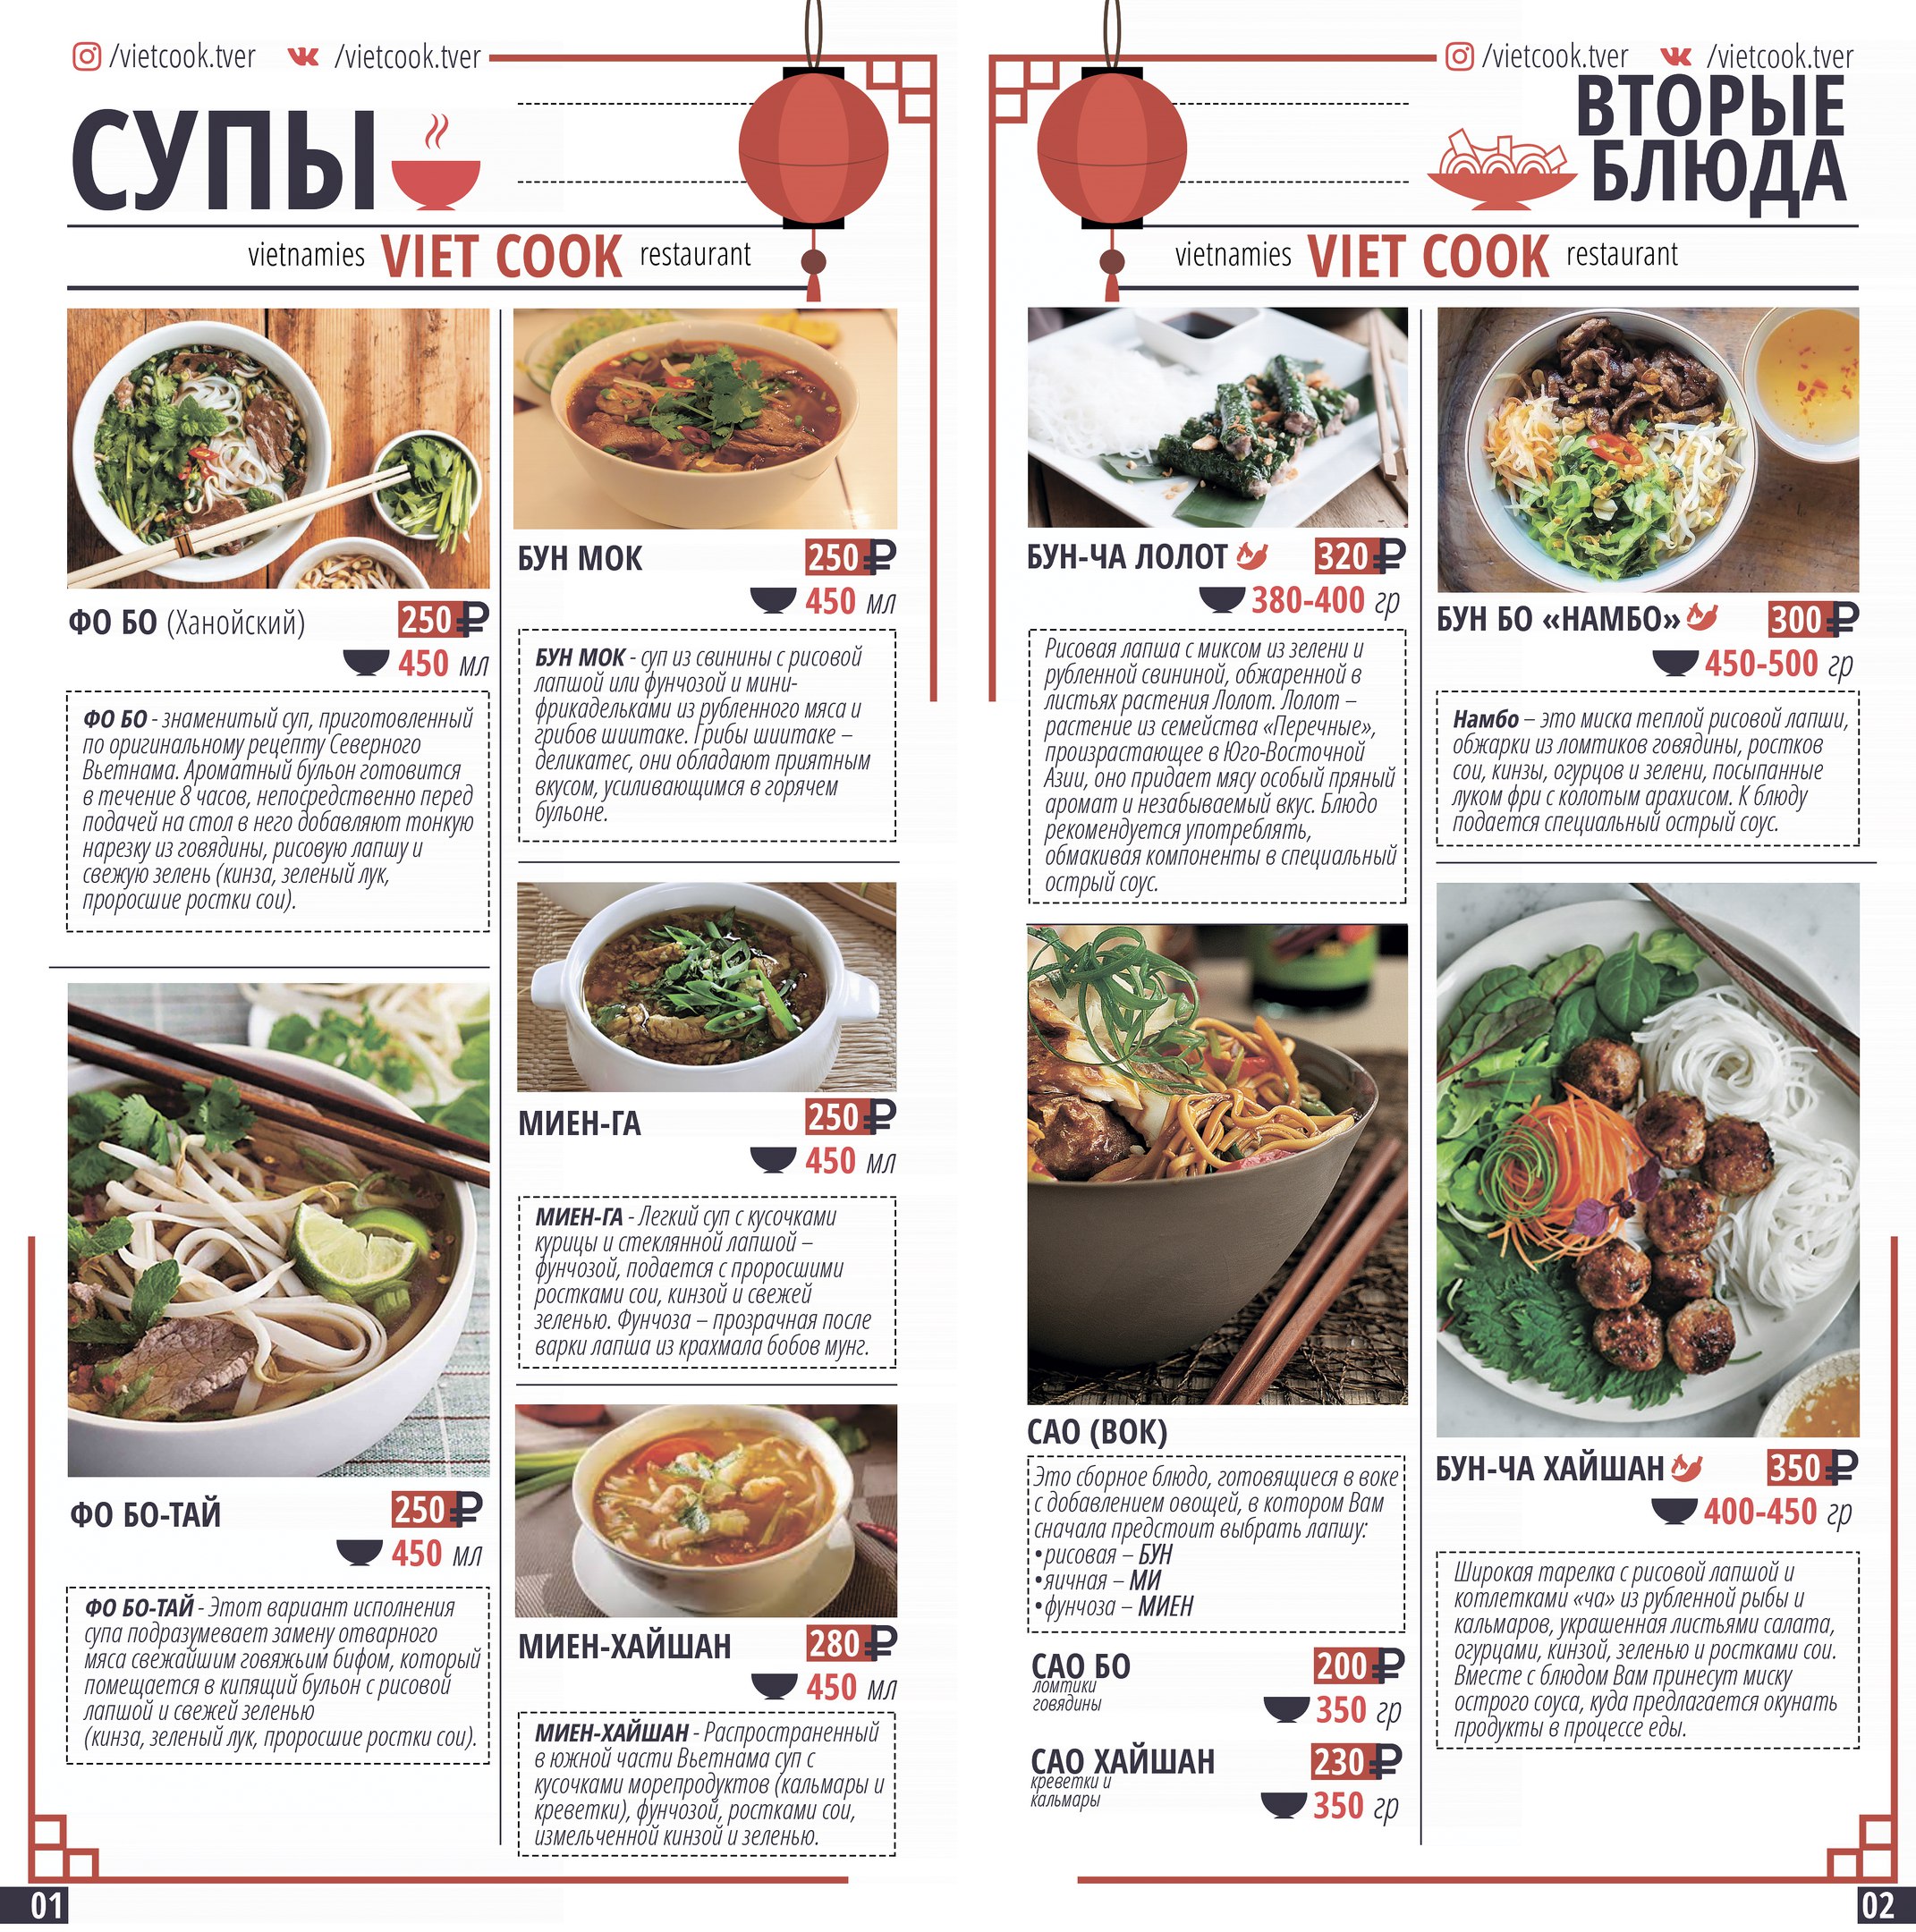 /vietcook.tver /vietcook.tver
СУПЫ
vietnamies VIET COOK restaurant
ФО БО (Ханойский) 250 ₽
450 мл
ФО БО - знаменитый суп, приготовленный
по оригинальному рецепту Северного
Вьетнама. Ароматный бульон готовится
в течение 8 часов, непосредственно перед
подачей на стол в него добавляют тонкую
нарезку из говядины, рисовую лапшу и
свежую зелень (кинза, зеленый лук,
проросшие ростки сои).
ФО БО-ТАЙ 250 ₽
450 мл
ФО БО-ТАЙ - Этот вариант исполнения
супа подразумевает замену отварного
мяса свежайшим говяжьим бифом, который
помещается в кипящий бульон с рисовой
лапшой и свежей зеленью
(кинза, зеленый лук, проросшие ростки сои).
БУН МОК 250 ₽
450 мл
БУН МОК - суп из свинины с рисовой
лапшой или фунчозой и мини-
фрикадельками из рубленного мяса и
грибов шиитаке. Грибы шиитаке –
деликатес, они обладают приятным
вкусом, усиливающимся в горячем
бульоне.
МИЕН-ГА 250 ₽
450 мл
МИЕН-ГА - Легкий суп с кусочками
курицы и стеклянной лапшой –
фунчозой, подается с проросшими
ростками сои, кинзой и свежей
зеленью. Фунчоза – прозрачная после
варки лапша из крахмала бобов мунг.
МИЕН-ХАЙШАН 280 ₽
450 мл
МИЕН-ХАЙШАН - Распространенный
в южной части Вьетнама суп с
кусочками морепродуктов (кальмары и
креветки), фунчозой, ростками сои,
измельченной кинзой и зеленью.
01
/vietcook.tver /vietcook.tver
ВТОРЫЕ
БЛЮДА
vietnamies VIET COOK restaurant
БУН-ЧА ЛОЛОТ 320 ₽
380-400 гр
Рисовая лапша с миксом из зелени и
рубленной свининой, обжаренной в
листьях растения Лолот. Лолот –
растение из семейства «Перечные»,
произрастающее в Юго-Восточной
Азии, оно придает мясу особый пряный
аромат и незабываемый вкус. Блюдо
рекомендуется употреблять,
обмакивая компоненты в специальный
острый соус.
САО (ВОК)
Это сборное блюдо, готовящиеся в воке
с добавлением овощей, в котором Вам
сначала предстоит выбрать лапшу:
•рисовая – БУН
•яичная – МИ
•фунчоза – МИЕН
САО БО 200 ₽
ломтики
говядины
350 гр
САО ХАЙШАН 230 ₽
креветки и
кальмары
350 гр
БУН БО «НАМБО» 300 ₽
450-500 гр
Намбо – это миска теплой рисовой лапши,
обжарки из ломтиков говядины, ростков
сои, кинзы, огурцов и зелени, посыпанные
луком фри с колотым арахисом. К блюду
подается специальный острый соус.
БУН-ЧА ХАЙШАН 350 ₽
400-450 гр
Широкая тарелка с рисовой лапшой и
котлетками «ча» из рубленной рыбы и
кальмаров, украшенная листьями салата,
огурцами, кинзой, зеленью и ростками сои.
Вместе с блюдом Вам принесут миску
острого соуса, куда предлагается окунать
продукты в процессе еды.
02